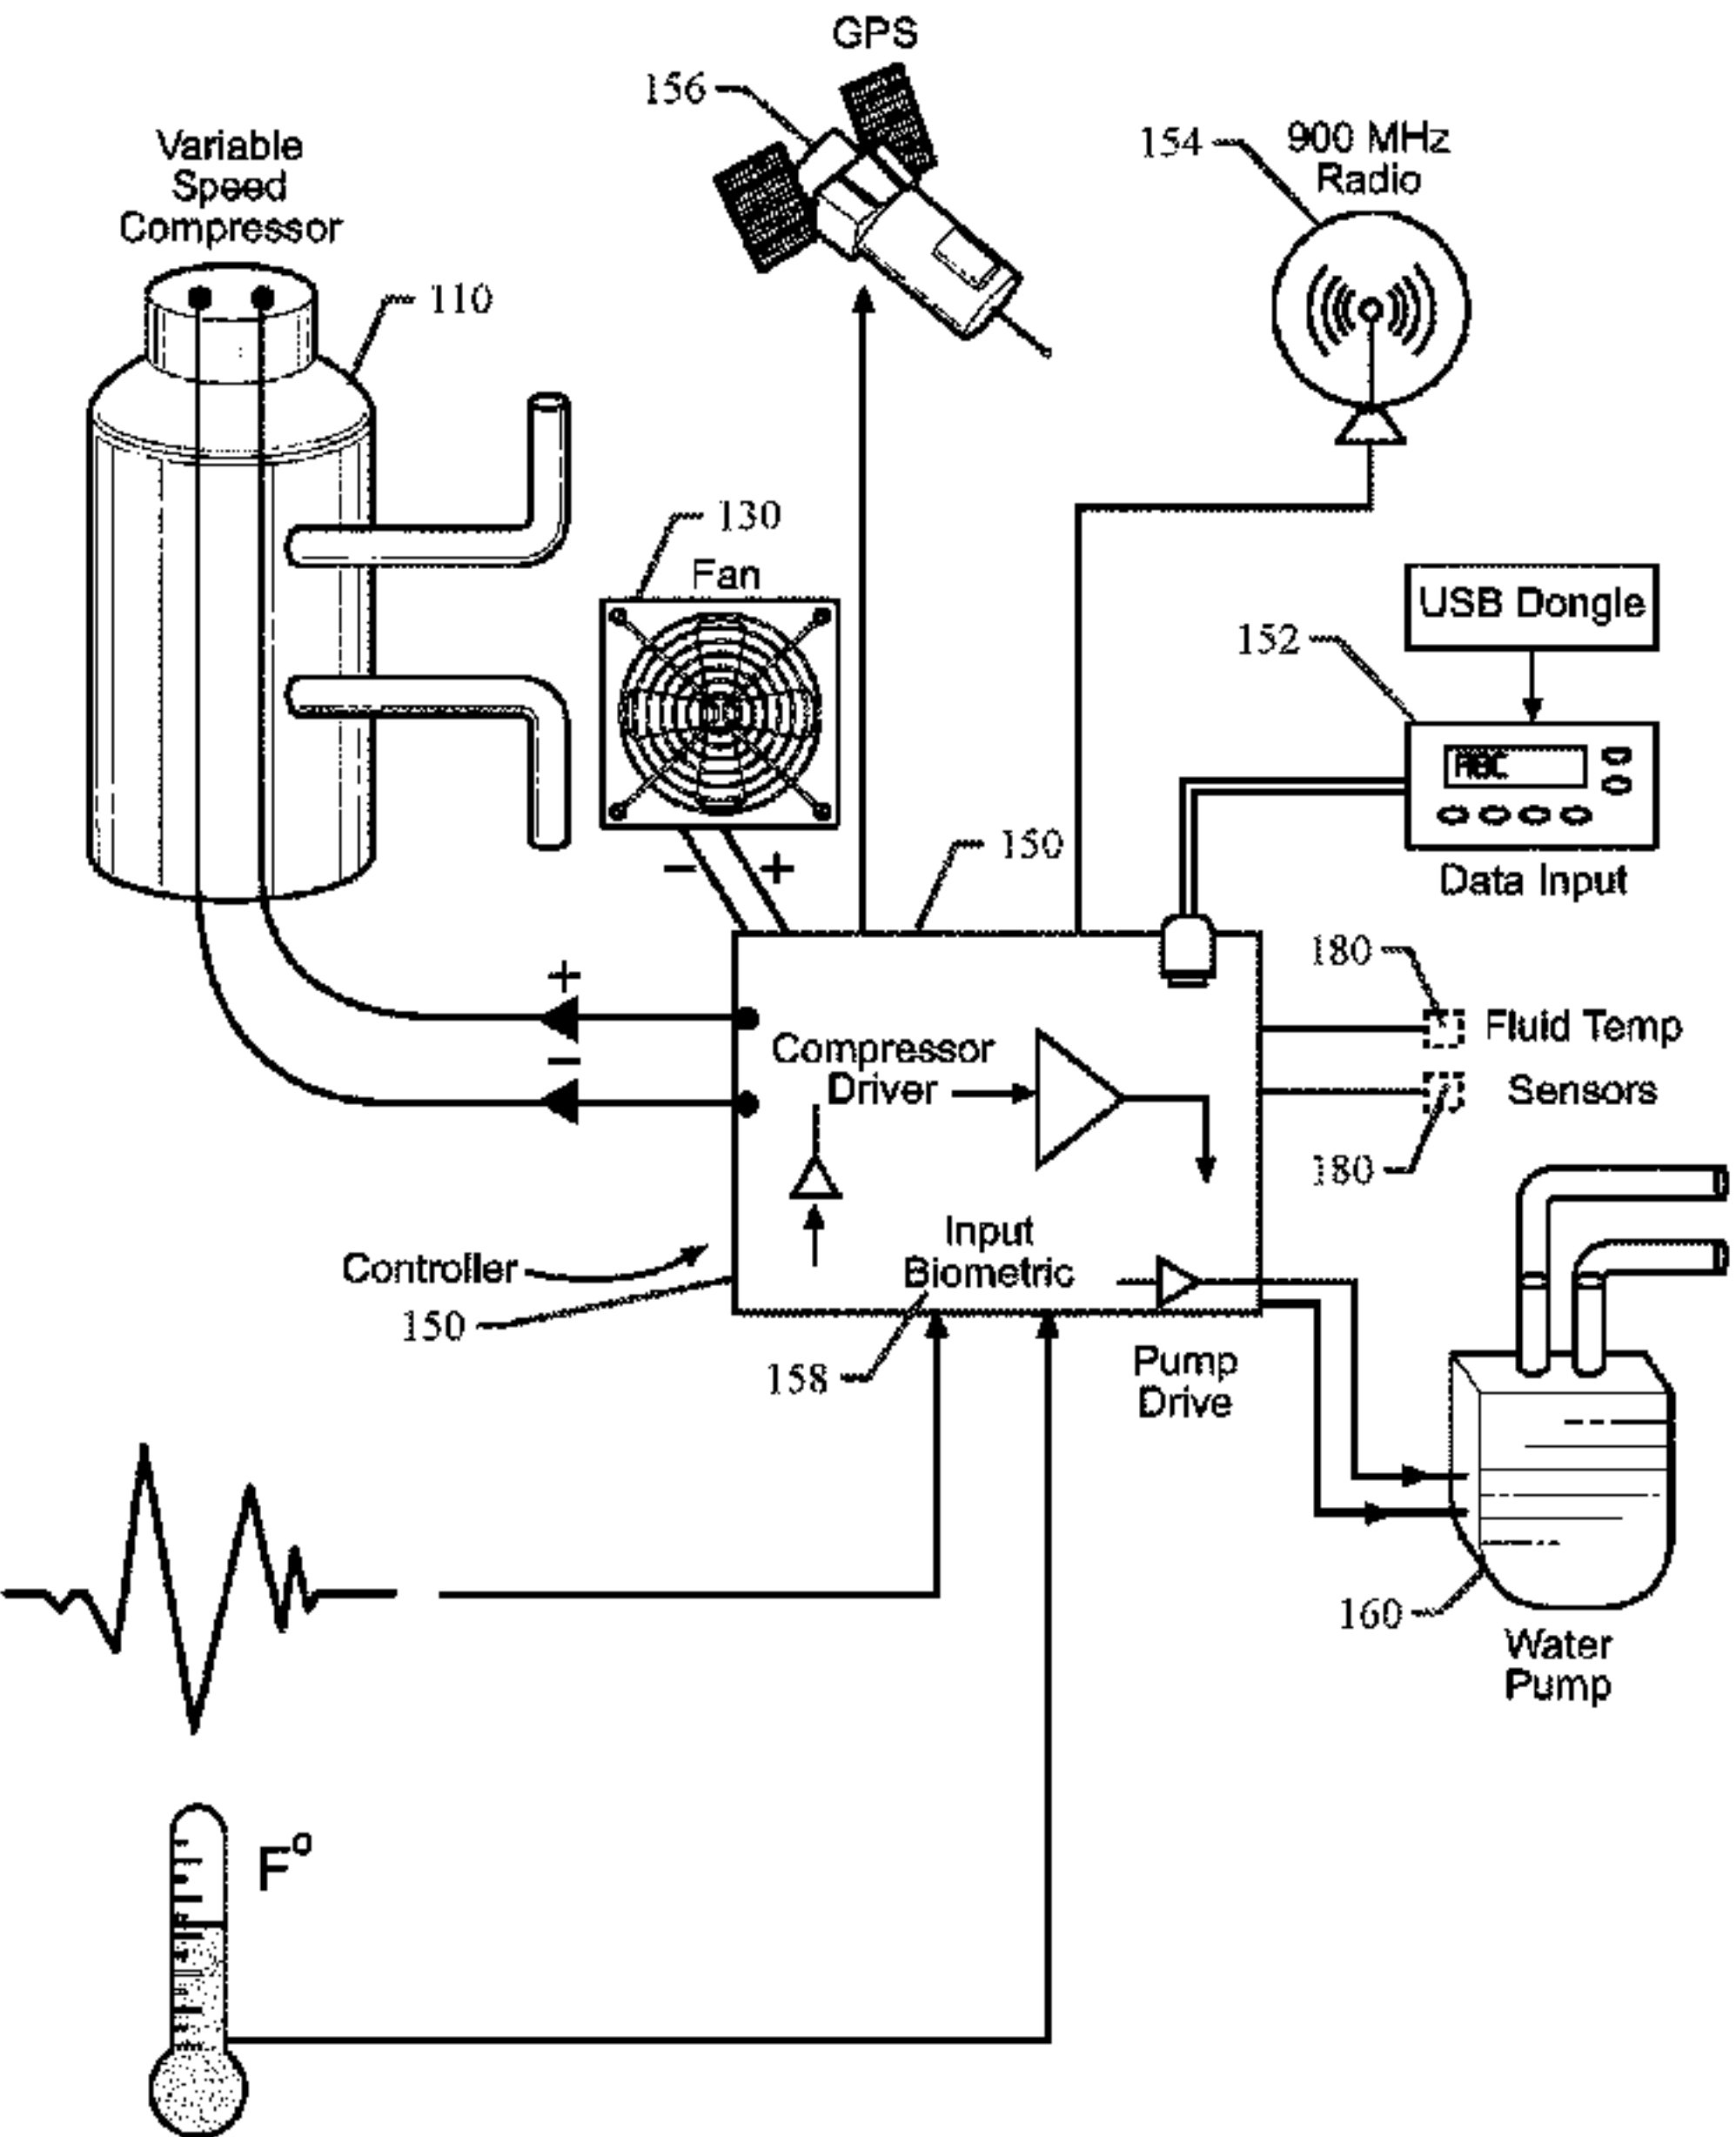 GPS
156
154
900 MHz
Radio
Variable
Speed
Compressor
110
130
Fan
USB Dongle
152
ABC
Data Input
−
+
150
180
Fluid Temp
+
−
Compressor
Driver
Sensors
180
Input
Biometric
Controller
150
158
Pump
Drive
160
Water
Pump
F°